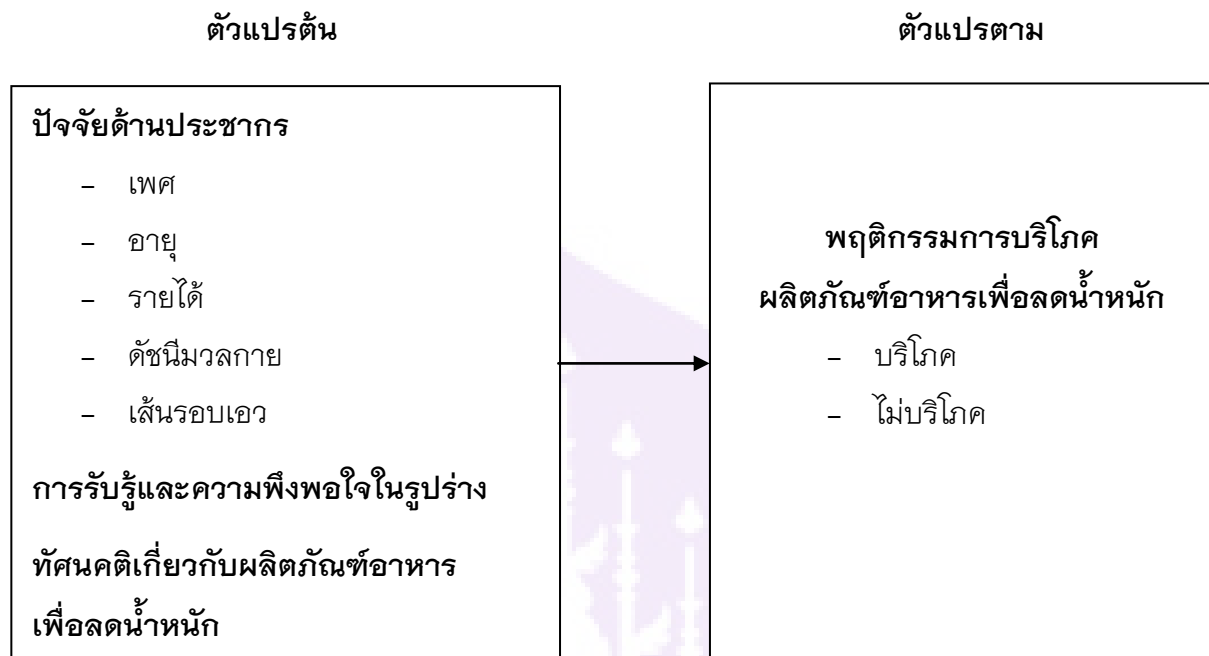 ตัวแปรต้น
ตัวแปรตาม
ปัจจัยด้านประชากร
– เพศ
– อายุ
– รายได้
– ดัชนีมวลกาย
– เส้นรอบเอว
การรับรู้และความพึงพอใจในรูปร่าง
ทัศนคติเกี่ยวกับผลิตภัณฑ์อาหาร
เพื่อลดน้ำหนัก
พฤติกรรมการบริโภค
ผลิตภัณฑ์อาหารเพื่อลดน้ำหนัก
– บริโภค
– ไม่บริโภค